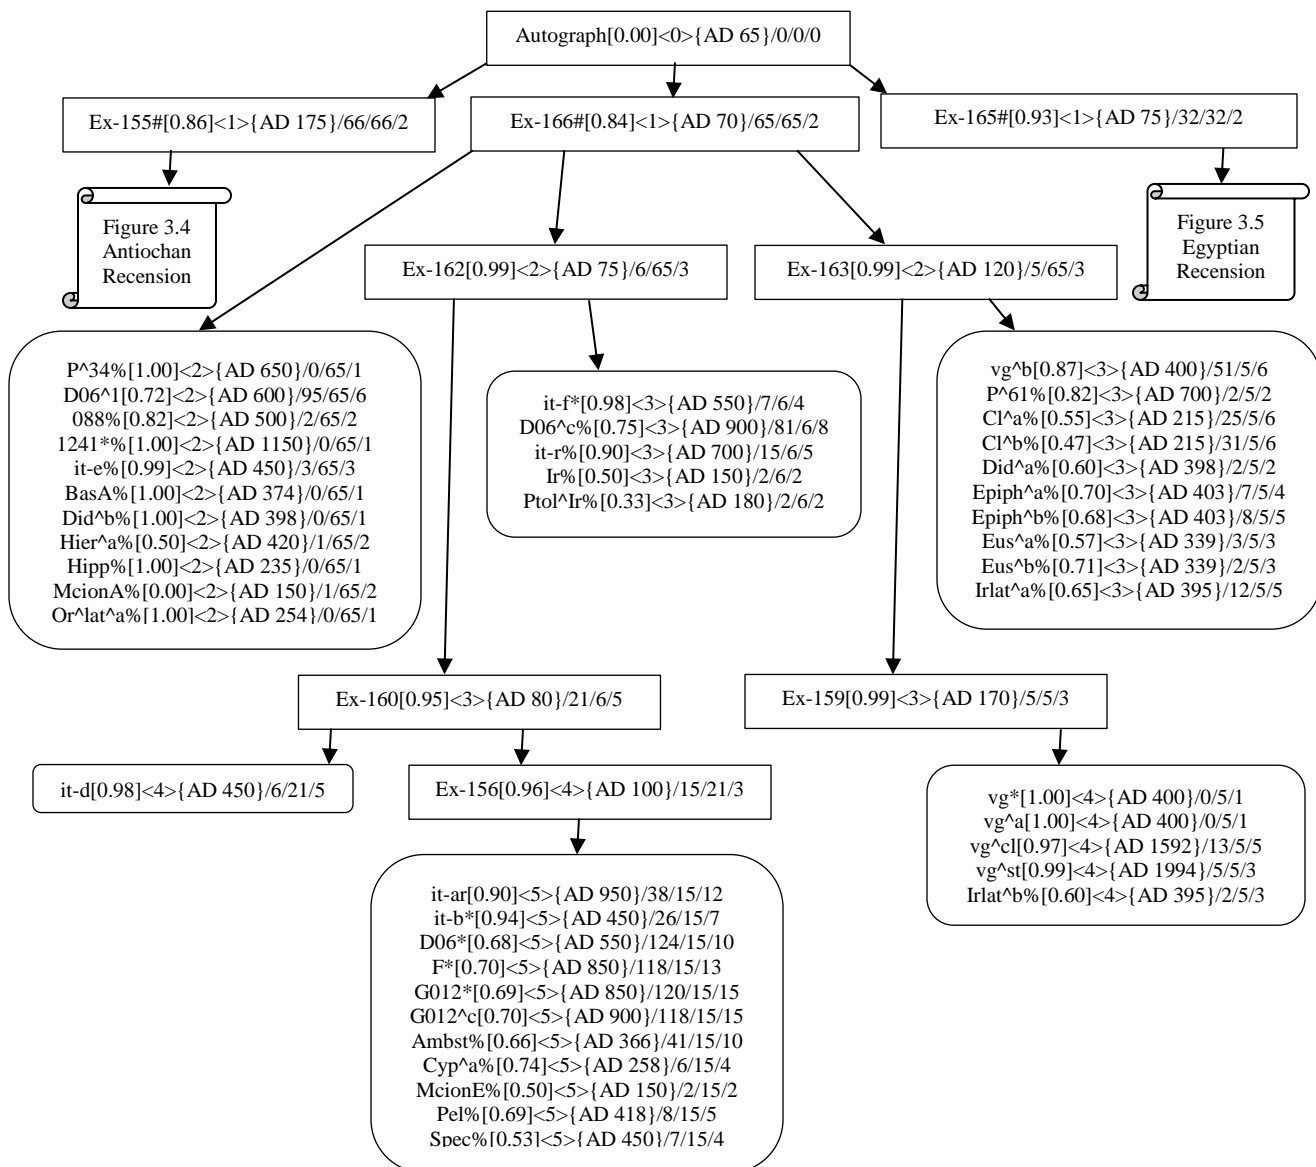 Autograph[0.00]<0>{AD 65}/0/0/0
Ex-155#[0.86]<1>{AD 175}/66/66/2
Ex-166#[0.84]<1>{AD 70}/65/65/2
Ex-165#[0.93]<1>{AD 75}/32/32/2
Figure 3.4
Antiochan
Recension
Figure 3.5
Egyptian
Recension
Ex-162[0.99]<2>{AD 75}/6/65/3
Ex-163[0.99]<2>{AD 120}/5/65/3
P^34%[1.00]<2>{AD 650}/0/65/1
D06^1[0.72]<2>{AD 600}/95/65/6
088%[0.82]<2>{AD 500}/2/65/2
1241*%[1.00]<2>{AD 1150}/0/65/1
it-e%[0.99]<2>{AD 450}/3/65/3
BasA%[1.00]<2>{AD 374}/0/65/1
Did^b%[1.00]<2>{AD 398}/0/65/1
Hier^a%[0.50]<2>{AD 420}/1/65/2
Hipp%[1.00]<2>{AD 235}/0/65/1
McionA%[0.00]<2>{AD 150}/1/65/2
Or^lat^a%[1.00]<2>{AD 254}/0/65/1
it-f*[0.98]<3>{AD 550}/7/6/4
D06^c%[0.75]<3>{AD 900}/81/6/8
it-r%[0.90]<3>{AD 700}/15/6/5
Ir%[0.50]<3>{AD 150}/2/6/2
Ptol^Ir%[0.33]<3>{AD 180}/2/6/2
vg^b[0.87]<3>{AD 400}/51/5/6
P^61%[0.82]<3>{AD 700}/2/5/2
Cl^a%[0.55]<3>{AD 215}/25/5/6
Cl^b%[0.47]<3>{AD 215}/31/5/6
Did^a%[0.60]<3>{AD 398}/2/5/2
Epiph^a%[0.70]<3>{AD 403}/7/5/4
Epiph^b%[0.68]<3>{AD 403}/8/5/5
Eus^a%[0.57]<3>{AD 339}/3/5/3
Eus^b%[0.71]<3>{AD 339}/2/5/3
Irlat^a%[0.65]<3>{AD 395}/12/5/5
Ex-160[0.95]<3>{AD 80}/21/6/5
Ex-159[0.99]<3>{AD 170}/5/5/3
it-d[0.98]<4>{AD 450}/6/21/5
Ex-156[0.96]<4>{AD 100}/15/21/3
vg*[1.00]<4>{AD 400}/0/5/1
vg^a[1.00]<4>{AD 400}/0/5/1
vg^cl[0.97]<4>{AD 1592}/13/5/5
vg^st[0.99]<4>{AD 1994}/5/5/3
Irlat^b%[0.60]<4>{AD 395}/2/5/3
it-ar[0.90]<5>{AD 950}/38/15/12
it-b*[0.94]<5>{AD 450}/26/15/7
D06*[0.68]<5>{AD 550}/124/15/10
F*[0.70]<5>{AD 850}/118/15/13
G012*[0.69]<5>{AD 850}/120/15/15
G012^c[0.70]<5>{AD 900}/118/15/15
Ambst%[0.66]<5>{AD 366}/41/15/10
Cyp^a%[0.74]<5>{AD 258}/6/15/4
McionE%[0.50]<5>{AD 150}/2/15/2
Pel%[0.69]<5>{AD 418}/8/15/5
Spec%[0.53]<5>{AD 450}/7/15/4